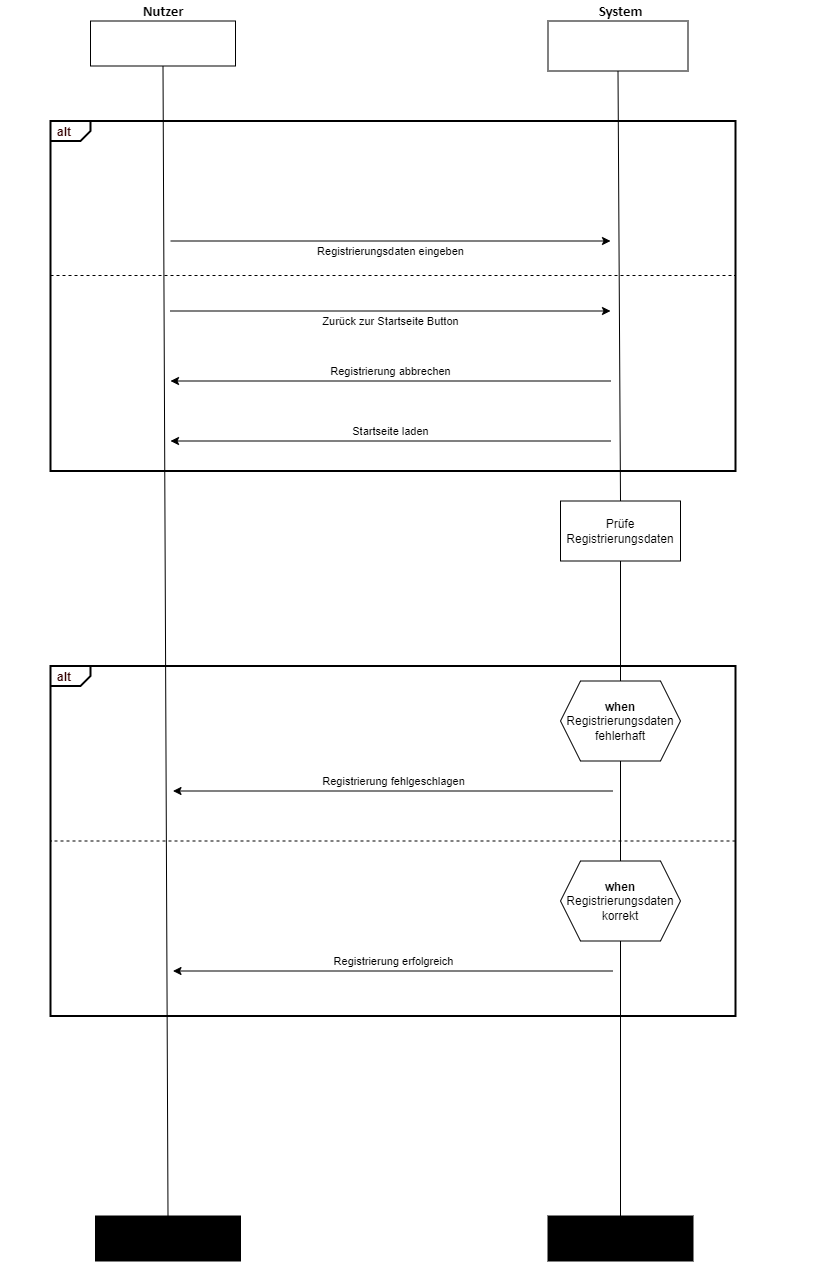 Nutzer
System
alt
Registrierungsdaten eingeben
Zurück zur Startseite Button
Registrierung abbrechen
Startseite laden
Prüfe
Registrierungsdaten
alt
when
Registrierungsdaten
fehlerhaft
Registrierung fehlgeschlagen
when
Registrierungsdaten
korrekt
Registrierung erfolgreich